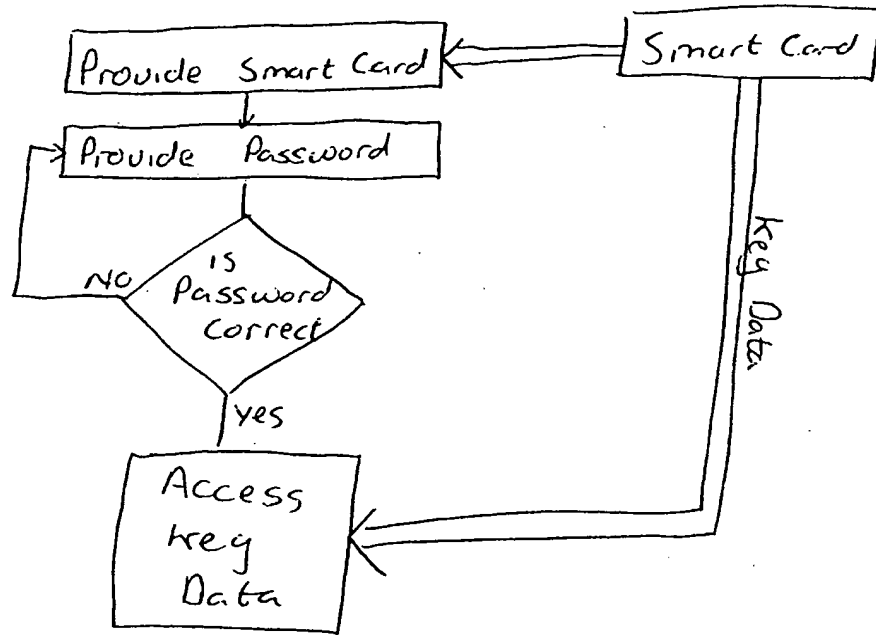 Provide Smart Card
Smart Card
Provide Password
NO
is
Password
Correct
Yes
Key Data
Access
Key
Data